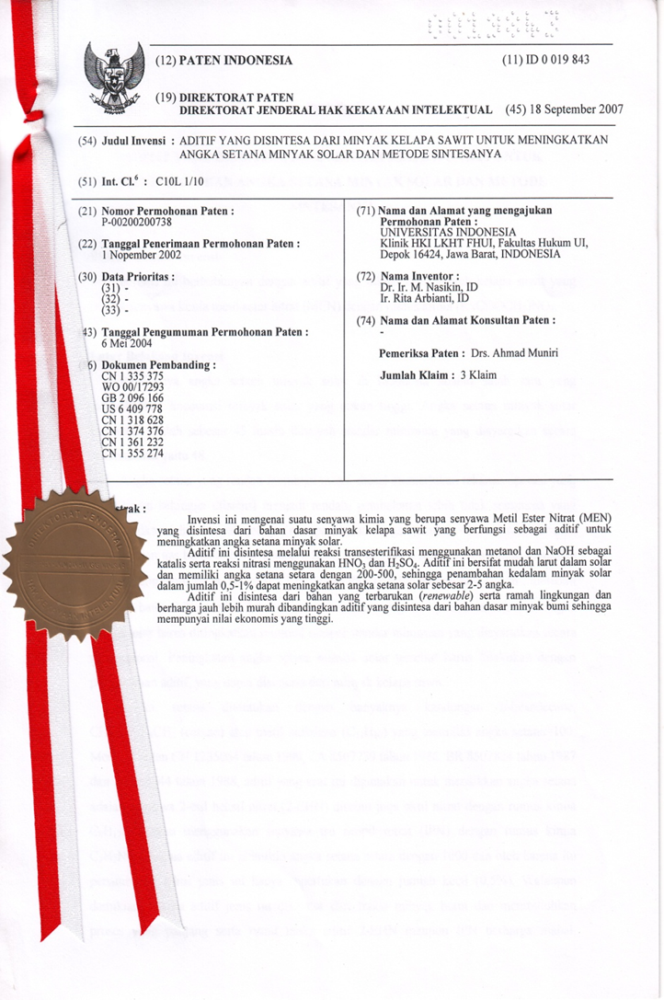 (12) PATEN INDONESIA
(11) ID 0 019 843
(19) DIREKTORAT PATEN
DIREKTORAT JENDERAL HAK KEKAYAAN INTELEKTUAL
(45) 18 September 2007
(54) Judul Invensi : ADITIF YANG DISINTESA DARI MINYAK KELAPA SAWIT UNTUK MENINGKATKAN
ANGKA SETANA MINYAK SOLAR DAN METODE SINTESANYA
(51) Int. Cl.⁶ : C10L 1/10
(21) Nomor Permohonan Paten :
P-00200200738
(22) Tanggal Penerimaan Permohonan Paten :
1 Nopember 2002
(30) Data Prioritas :
(31) -
(32) -
(33) -
43) Tanggal Pengumuman Permohonan Paten :
6 Mei 2004
6) Dokumen Pembanding :
CN 1 335 375
WO 00/17293
GB 2 096 166
US 6 409 778
CN 1 318 628
CN 1 374 376
CN 1 361 232
CN 1 355 274
(71) Nama dan Alamat yang mengajukan
Permohonan Paten :
UNIVERSITAS INDONESIA
Klinik HKI LKHT FHUI, Fakultas Hukum UI,
Depok 16424, Jawa Barat, INDONESIA
(72) Nama Inventor :
Dr. Ir. M. Nasikin, ID
Ir. Rita Arbianti, ID
(74) Nama dan Alamat Konsultan Paten :
-
Pemeriksa Paten : Drs. Ahmad Muniri
Jumlah Klaim : 3 Klaim
strak :
Invensi ini mengenai suatu senyawa kimia yang berupa senyawa Metil Ester Nitrat (MEN)
yang disintesa dari bahan dasar minyak kelapa sawit yang berfungsi sebagai aditif untuk
meningkatkan angka setana minyak solar.
Aditif ini disintesa melalui reaksi transesterifikasi menggunakan metanol dan NaOH sebagai
katalis serta reaksi nitrasi menggunakan HNO₃ dan H₂SO₄. Aditif ini bersifat mudah larut dalam solar
dan memiliki angka setana setara dengan 200-500, sehingga penambahan kedalam minyak solar
dalam jumlah 0,5-1% dapat meningkatkan angka setana solar sebesar 2-5 angka.
Aditif ini disintesa dari bahan yang terbarukan (renewable) serta ramah lingkungan dan
berharga jauh lebih murah dibandingkan aditif yang disintesa dari bahan dasar minyak bumi sehingga
mempunyai nilai ekonomis yang tinggi.
DIREKTORAT JENDERAL